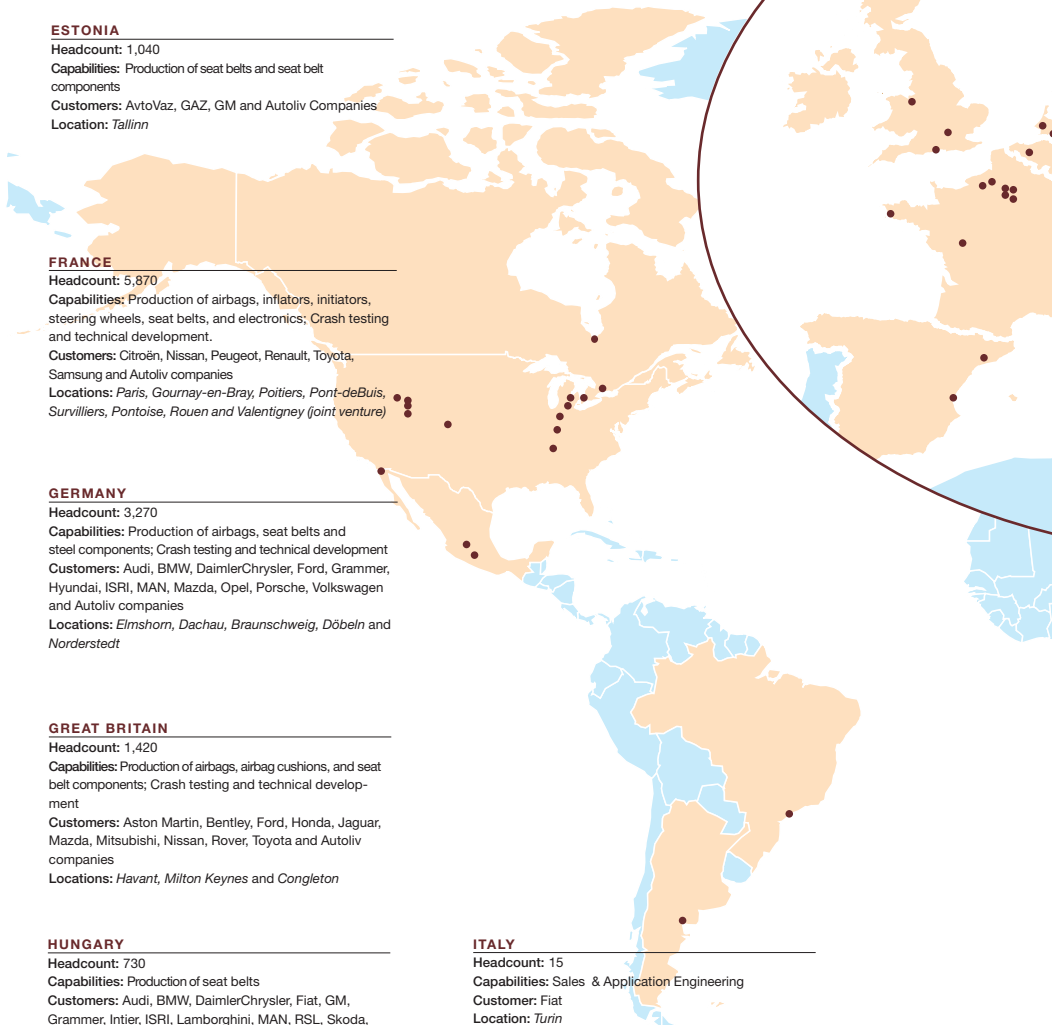 ESTONIA
Headcount: 1,040
Capabilities: Production of seat belts and seat belt
components
Customers: AvtoVaz, GAZ, GM and Autoliv Companies
Location: Tallinn
FRANCE
Headcount: 5,870
Capabilities: Production of airbags, inflators, initiators,
steering wheels, seat belts, and electronics; Crash testing
and technical development.
Customers: Citroën, Nissan, Peugeot, Renault, Toyota,
Samsung and Autoliv companies
Locations: Paris, Gournay-en-Bray, Poitiers, Pont-deBuis,
Survilliers, Pontoise, Rouen and Valentigney (joint venture)
GERMANY
Headcount: 3,270
Capabilities: Production of airbags, seat belts and
steel components; Crash testing and technical development
Customers: Audi, BMW, DaimlerChrysler, Ford, Grammer,
Hyundai, ISRI, MAN, Mazda, Opel, Porsche, Volkswagen
and Autoliv companies
Locations: Elmshorn, Dachau, Braunschweig, Döbeln and
Norderstedt
GREAT BRITAIN
Headcount: 1,420
Capabilities: Production of airbags, airbag cushions, and seat
belt components; Crash testing and technical develop-
ment
Customers: Aston Martin, Bentley, Ford, Honda, Jaguar,
Mazda, Mitsubishi, Nissan, Rover, Toyota and Autoliv
companies
Locations: Havant, Milton Keynes and Congleton
HUNGARY
Headcount: 730
Capabilities: Production of seat belts
Customers: Audi, BMW, DaimlerChrysler, Fiat, GM,
Grammer, Intier, ISRI, Lamborghini, MAN, RSL, Skoda,
ITALY
Headcount: 15
Capabilities: Sales & Application Engineering
Customer: Fiat
Location: Turin